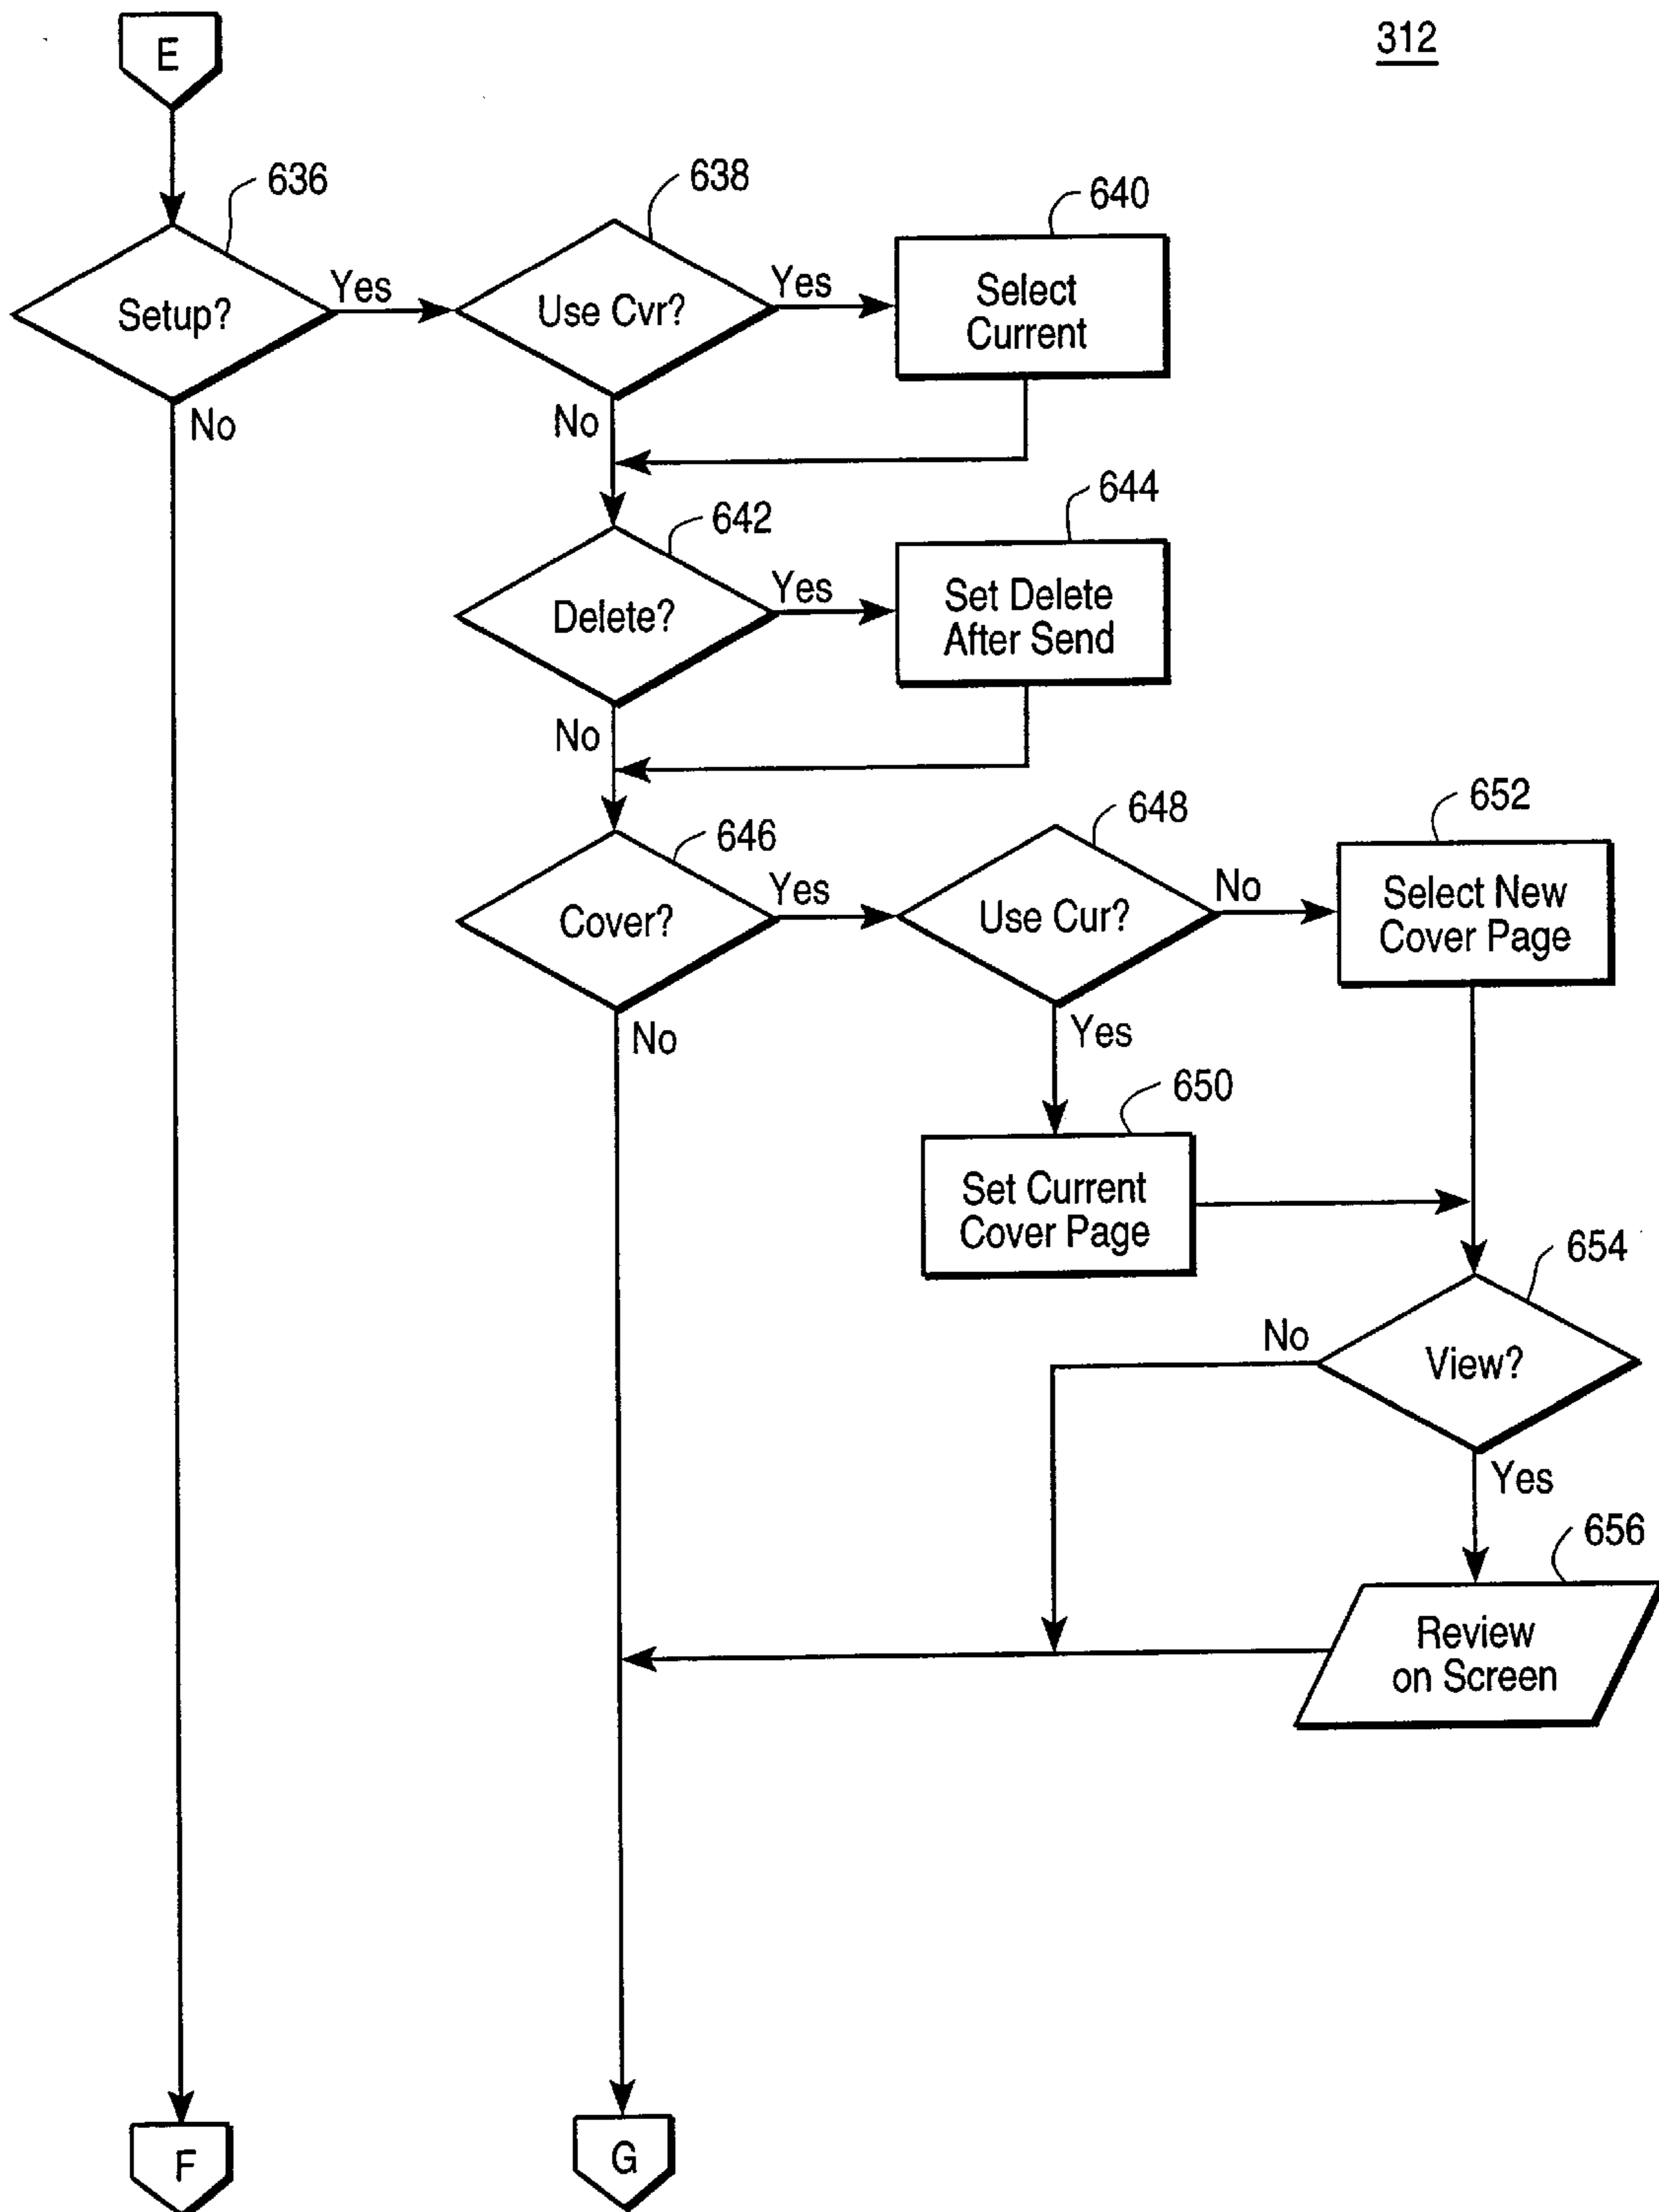 312
E
636
638
640
Setup?
Yes
Use Cvr?
Yes
Select
Current
No
No
642
644
Delete?
Yes
Set Delete
After Send
No
646
648
652
Cover?
Yes
Use Cur?
No
Select New
Cover Page
No
Yes
650
Set Current
Cover Page
654
No
View?
Yes
656
Review
on Screen
F
G